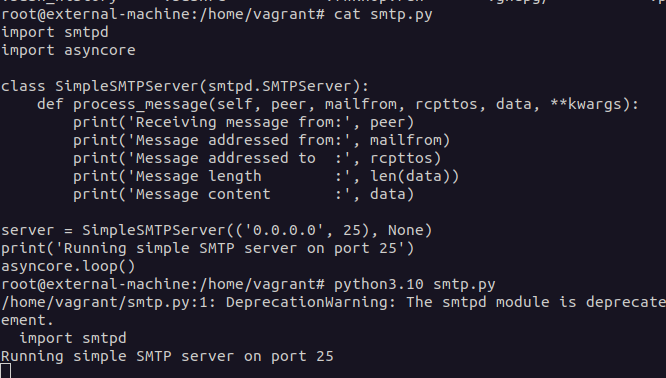 root@external-machine:/home/vagrant# cat smtp.py
import smtpd
import asyncore

class SimpleSMTPServer(smtpd.SMTPServer):
    def process_message(self, peer, mailfrom, rcpttos, data, **kwargs):
        print('Receiving message from:', peer)
        print('Message addressed from:', mailfrom)
        print('Message addressed to  :', rcpttos)
        print('Message length        :', len(data))
        print('Message content       :', data)

server = SimpleSMTPServer(('0.0.0.0', 25), None)
print('Running simple SMTP server on port 25')
asyncore.loop()
root@external-machine:/home/vagrant# python3.10 smtp.py
/home/vagrant/smtp.py:1: DeprecationWarning: The smtpd module is deprecate
ement.
  import smtpd
Running simple SMTP server on port 25